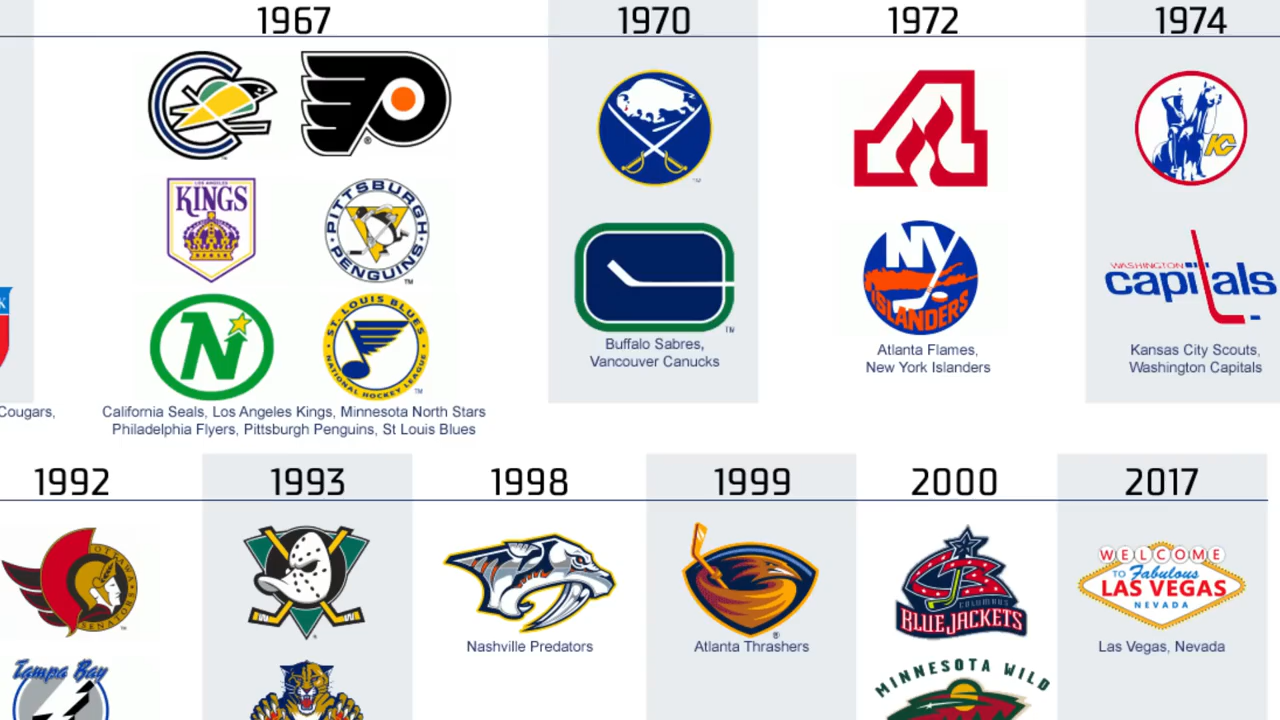 1967
1970
1972
1974
LOS ANGELES
KINGS
PITTSBURGH
PENGUINS
TM
N
ST. LOUIS BLUES
NATIONAL HOCKEY LEAGUE
TM
®
TM
TM
Buffalo Sabres,
Vancouver Canucks
A
NY
ISLANDERS
Atlanta Flames,
New York Islanders
KC
WASHINGTON
capitals
Kansas City Scouts,
Washington Capitals
K
Cougars,
California Seals, Los Angeles Kings, Minnesota North Stars
Philadelphia Flyers, Pittsburgh Penguins, St Louis Blues
1992
1993
1998
1999
2000
2017
OTTAWA
SENATORS
Tampa Bay
Nashville Predators
®
Atlanta Thrashers
COLUMBUS
BLUE JACKETS
MINNESOTA WILD
WELCOME
TO Fabulous
LAS VEGAS
NEVADA
Las Vegas, Nevada